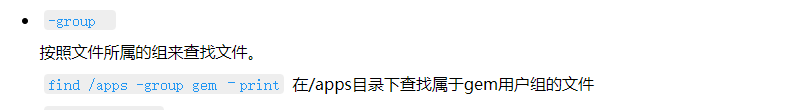 -group
按照文件所属的组来查找文件。
find /apps -group gem –print 在/apps目录下查找属于gem用户组的文件